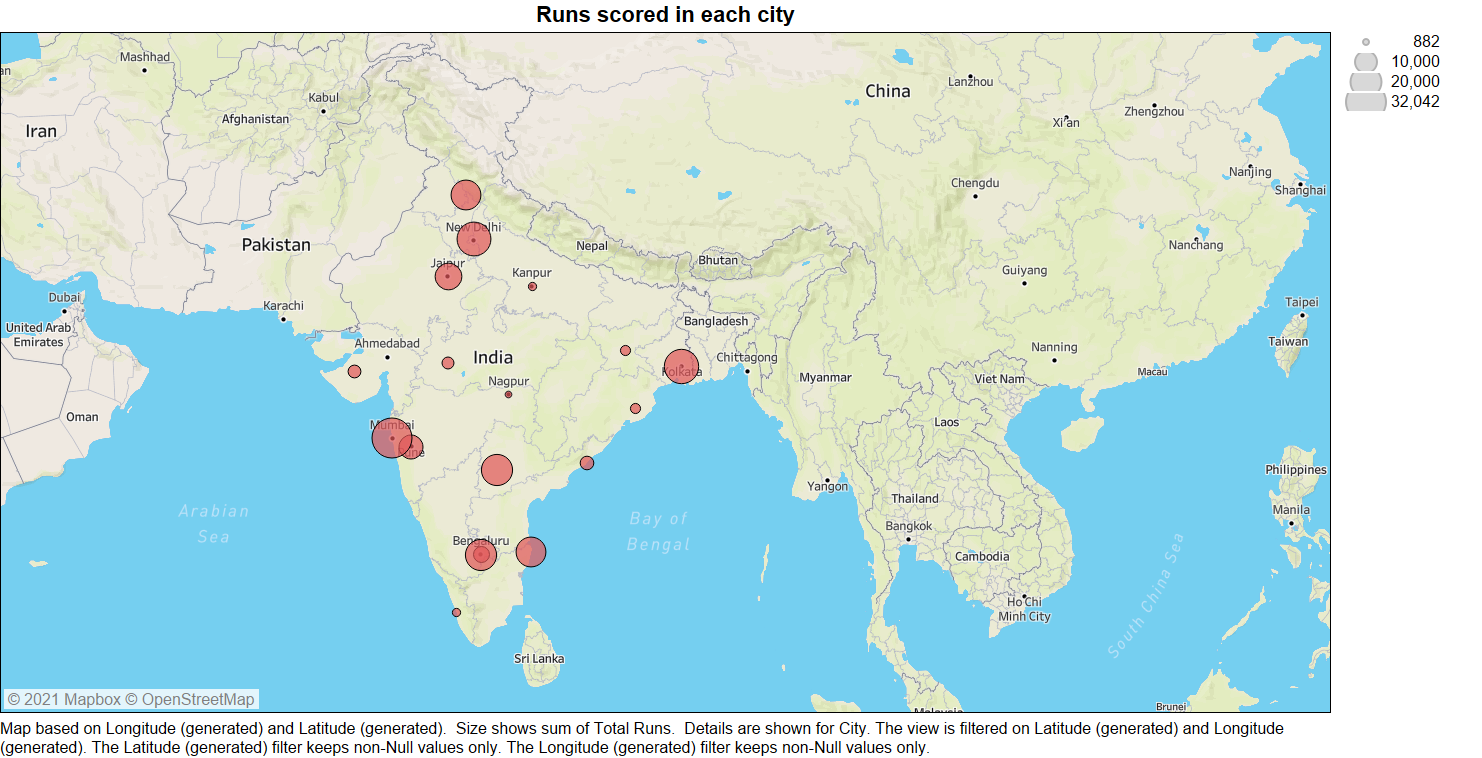 Runs scored in each city
882
10,000
20,000
32,042
Mashhad
Kabul
Afghanistan
Iran
an
China
Lanzhou
Zhengzhou
Xi'an
Nanjing
Shanghai
Chengdu
Pakistan
New Delhi
Nepal
Nanchang
Jaipur
Kanpur
Bhutan
Guiyang
Dubai
Karachi
Taipei
United Arab
Emirates
Bangladesh
Ahmedabad
India
Chittagong
Nanning
Taiwan
Kolkata
Macau
Nagpur
Myanmar
Viet Nam
Oman
Mumbai
Laos
Pune
Philippines
Yangon
Thailand
Arabian
Sea
Bay of
Bengal
Manila
Bangkok
Bengaluru
Cambodia
South China Sea
Ho Chi
Minh City
Sri Lanka
© 2021 Mapbox © OpenStreetMap
Malaysia
Brunei
Map based on Longitude (generated) and Latitude (generated).  Size shows sum of Total Runs.  Details are shown for City. The view is filtered on Latitude (generated) and Longitude
(generated). The Latitude (generated) filter keeps non-Null values only. The Longitude (generated) filter keeps non-Null values only.